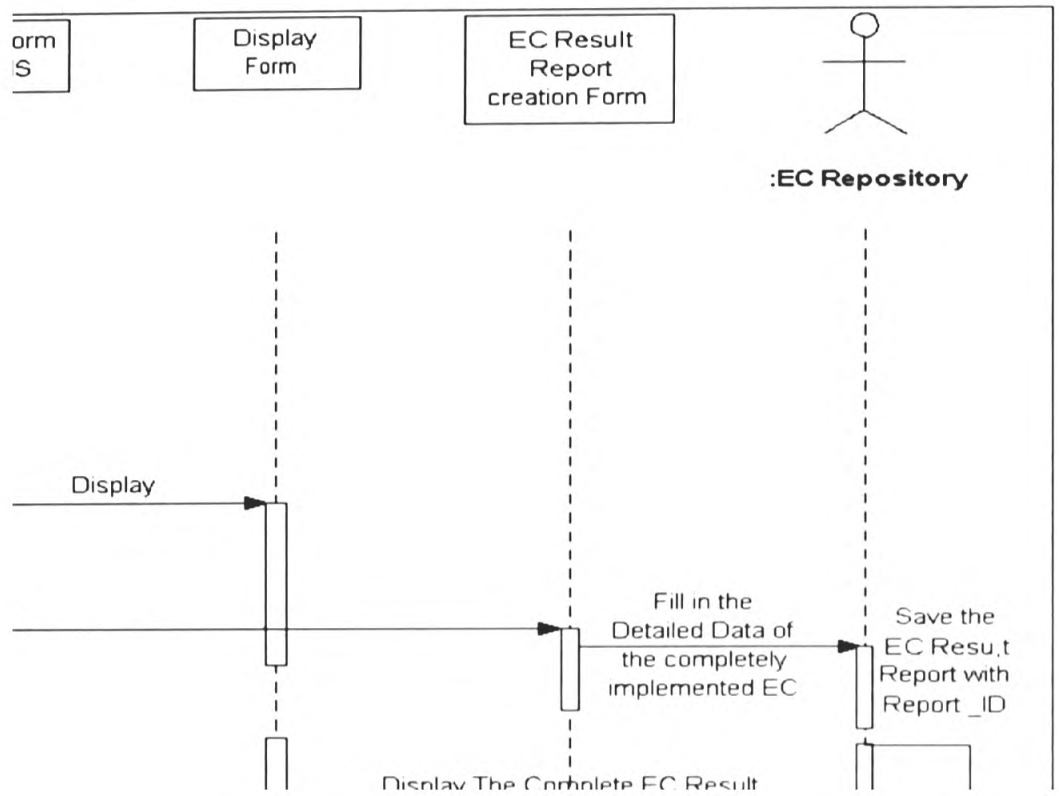 orm
IS
Display
Form
EC Result
Report
creation Form
:EC Repository
Display
Fill in the
Detailed Data of
the completely
implemented EC
Save the
EC Resu.t
Report with
Report _ID
Display The Complete EC Result